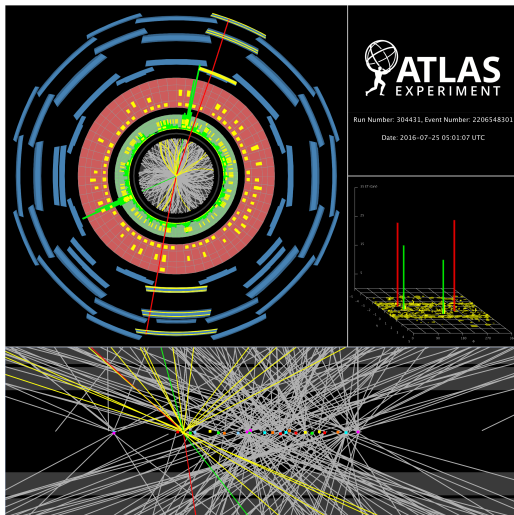 ATLAS
EXPERIMENT
Run Number: 304431, Event Number: 2206548301
Date: 2016-07-25 05:01:07 UTC